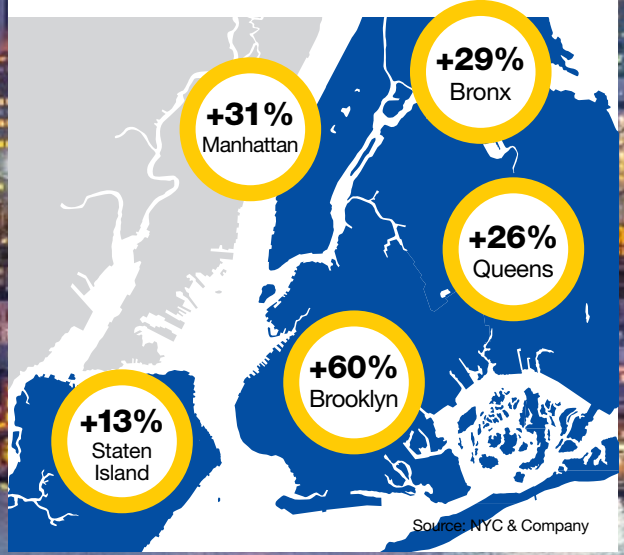 +29%
Bronx
+31%
Manhattan
+26%
Queens
+60%
Brooklyn
+13%
Staten
Island
Source: NYC & Company